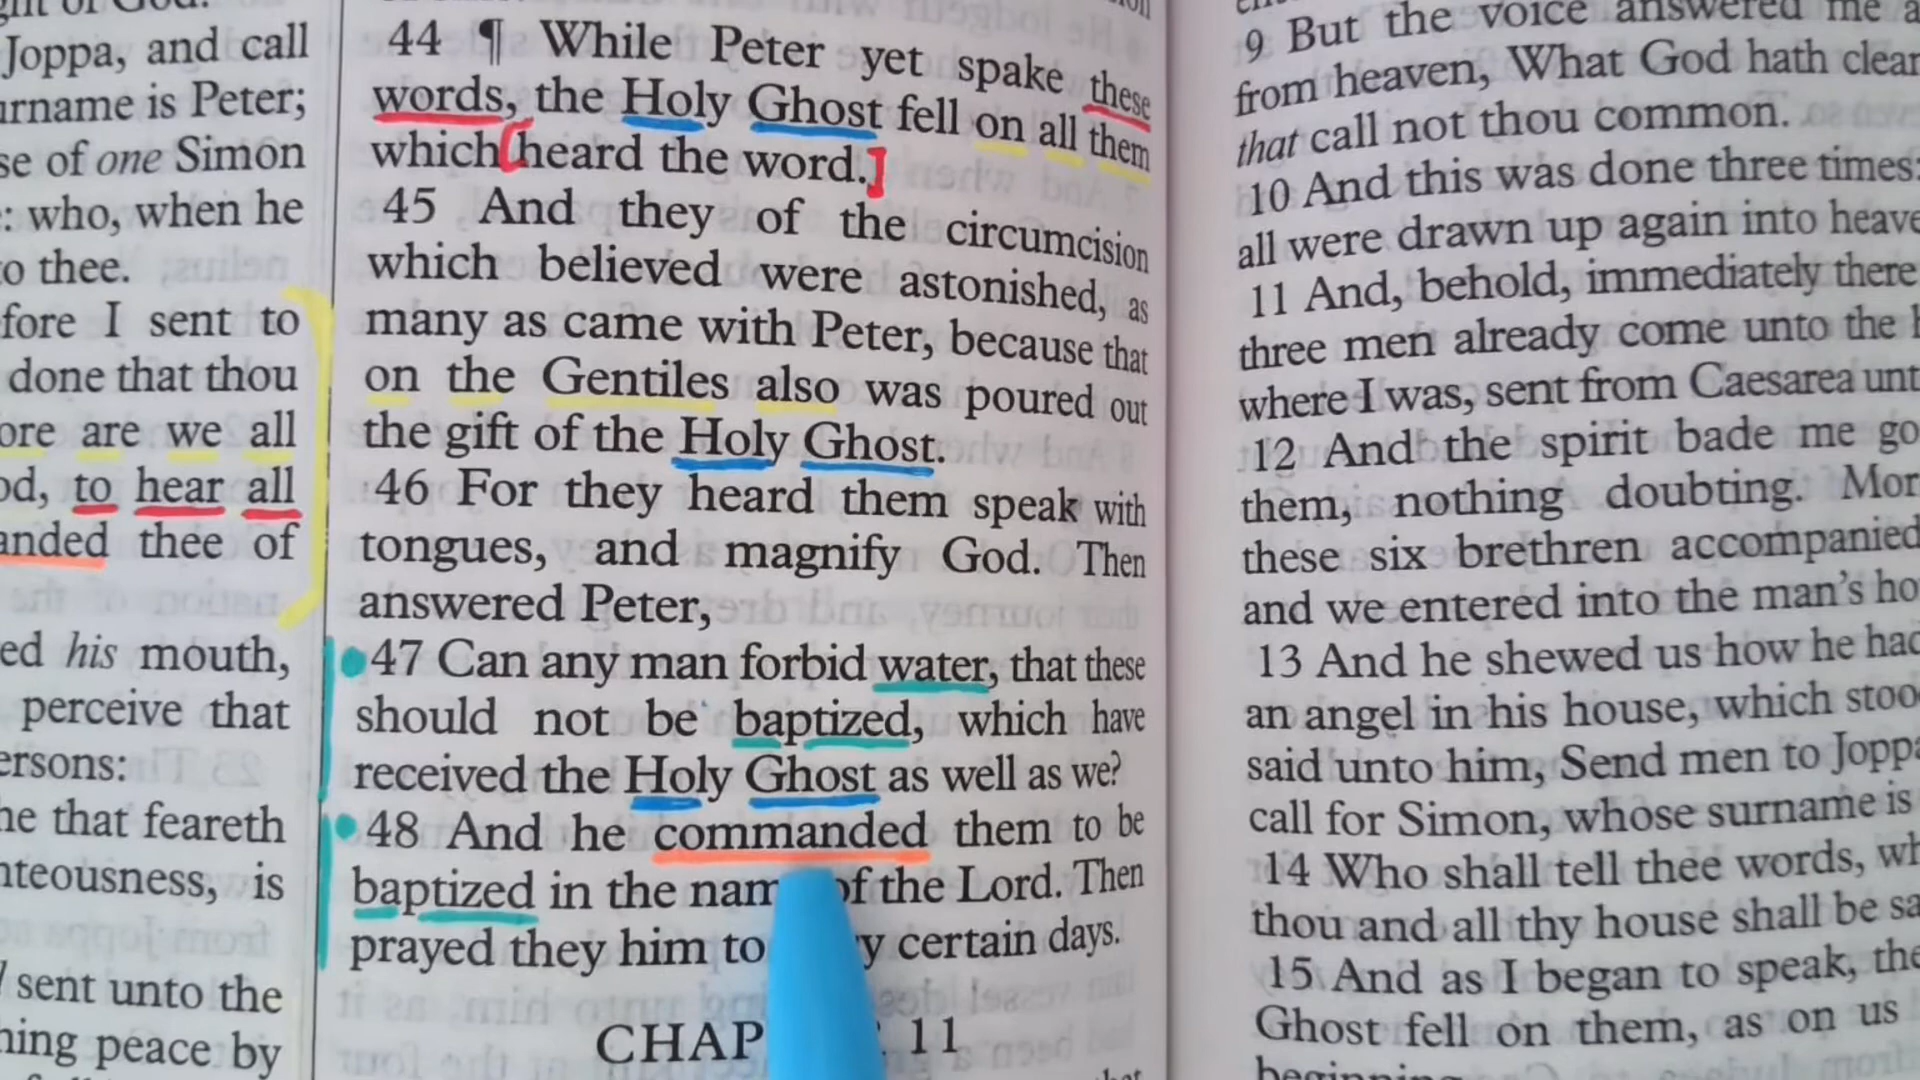 Joppa, and call
urname is Peter;
se of one Simon
: who, when he
to thee.
fore I sent to
done that thou
ore are we all
od, to hear all
anded thee of
ed his mouth,
perceive that
ersons:
he that feareth
hteousness, is
sent unto the
hing peace by
44 ¶ While Peter yet spake these
words, the Holy Ghost fell on all them
which heard the word.
45 And they of the circumcision
which believed were astonished, as
many as came with Peter, because that
on the Gentiles also was poured out
the gift of the Holy Ghost.
46 For they heard them speak with
tongues, and magnify God. Then
answered Peter,
47 Can any man forbid water, that these
should not be baptized, which have
received the Holy Ghost as well as we?
48 And he commanded them to be
baptized in the nam of the Lord. Then
prayed they him to y certain days.
CHAP 11
9 But the voice answered me a
from heaven, What God hath clean
that call not thou common.
10 And this was done three times:
all were drawn up again into heave
11 And, behold, immediately there
three men already come unto the h
where I was, sent from Caesarea unt
12 And the spirit bade me go
them, nothing doubting. Mor
these six brethren accompanied
and we entered into the man's ho
13 And he shewed us how he had
an angel in his house, which stoo
said unto him, Send men to Joppa
call for Simon, whose surname is
14 Who shall tell thee words, wh
thou and all thy house shall be sa
15 And as I began to speak, the
Ghost fell on them, as on us
beginning.